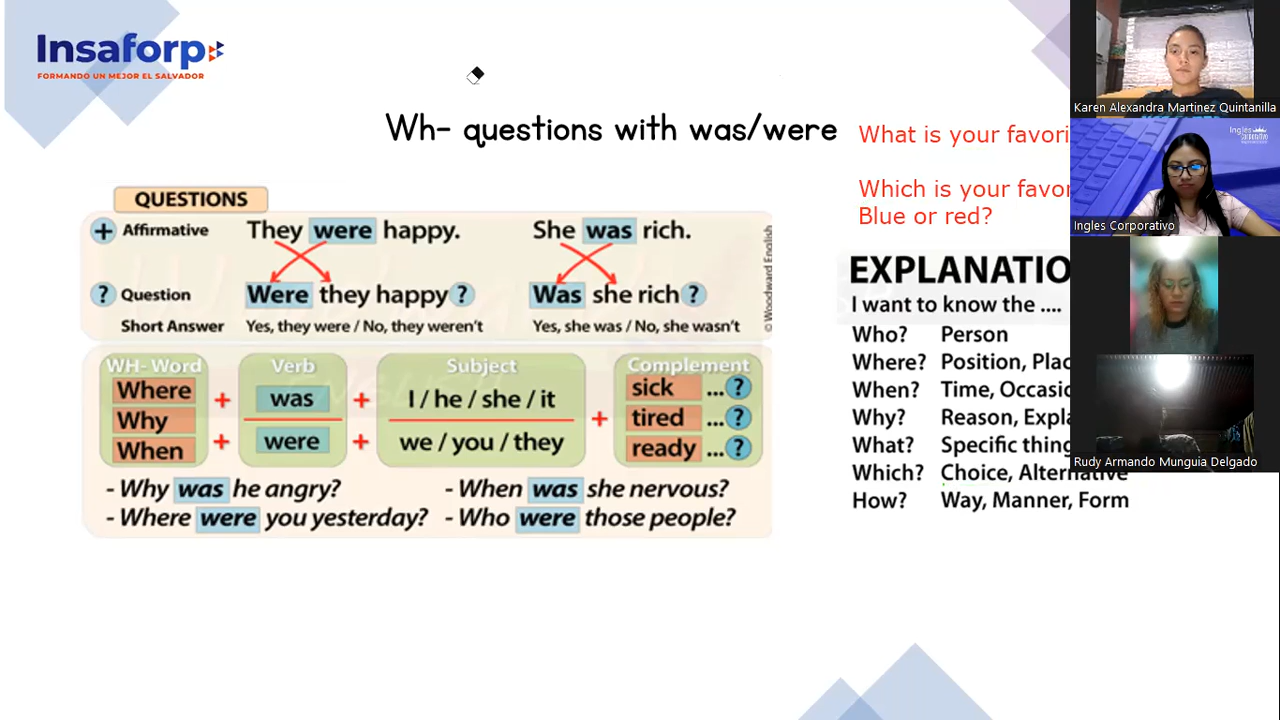 Insaforp
FORMANDO UN MEJOR EL SALVADOR
Wh- questions with was/were
What is your favori
Which is your favor
Blue or red?
QUESTIONS
+ Affirmative They were happy. She was rich.
? Question Were they happy? Was she rich?
Short Answer Yes, they were / No, they weren't Yes, she was / No, she wasn't
© Woodward English
WH- Word Verb Subject Complement
Where was I / he / she / it sick ...?
Why + + + tired ...?
When + were + we / you / they ready ...?
- Why was he angry? - When was she nervous?
- Where were you yesterday? - Who were those people?
EXPLANATIO
I want to know the ....
Who? Person
Where? Position, Plac
When? Time, Occasio
Why? Reason, Expla
What? Specific thing
Which? Choice, Alternative
How? Way, Manner, Form
Karen Alexandra Martinez Quintanilla
Ingles Corporativo
Rudy Armando Munguia Delgado